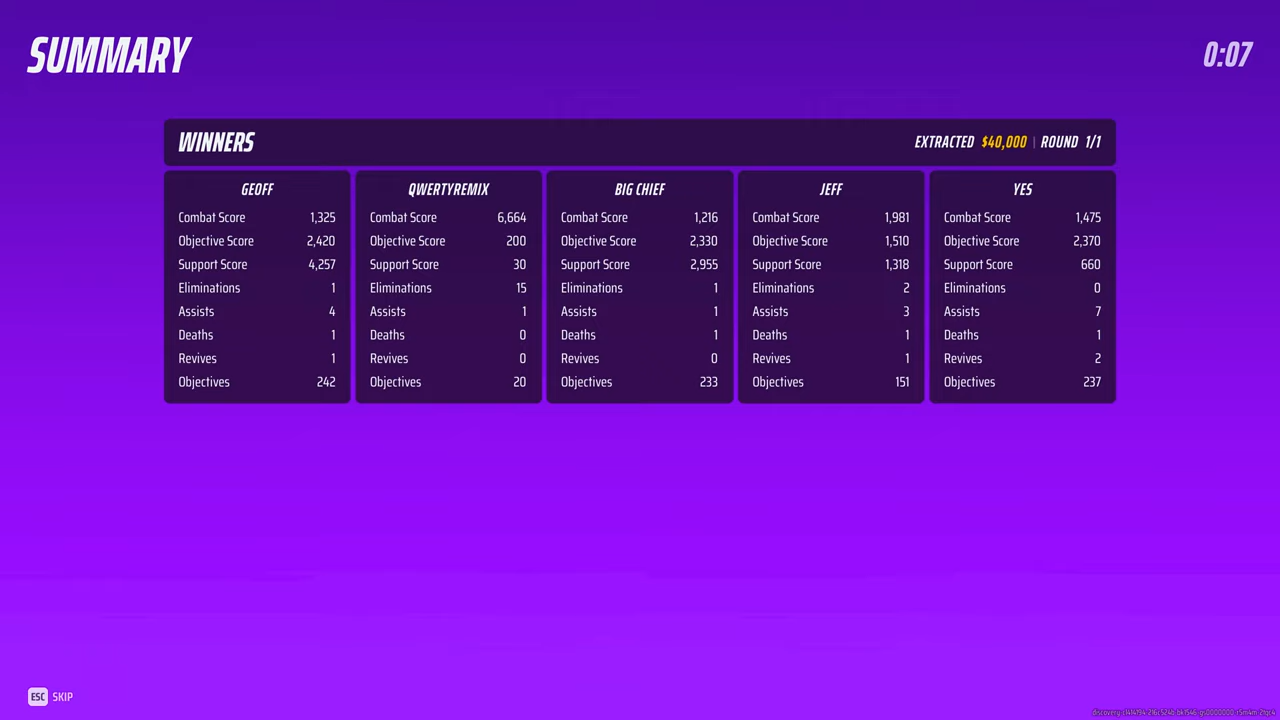 SUMMARY
0:07
WINNERS
EXTRACTED $40,000 | ROUND 1/1
GEOFF
Combat Score 1,325
Objective Score 2,420
Support Score 4,257
Eliminations 1
Assists 4
Deaths 1
Revives 1
Objectives 242
QWERTYREMIX
Combat Score 6,664
Objective Score 200
Support Score 30
Eliminations 15
Assists 1
Deaths 0
Revives 0
Objectives 20
BIG CHIEF
Combat Score 1,216
Objective Score 2,330
Support Score 2,955
Eliminations 1
Assists 1
Deaths 1
Revives 0
Objectives 233
JEFF
Combat Score 1,981
Objective Score 1,510
Support Score 1,318
Eliminations 2
Assists 3
Deaths 1
Revives 1
Objectives 151
YES
Combat Score 1,475
Objective Score 2,370
Support Score 660
Eliminations 0
Assists 7
Deaths 1
Revives 2
Objectives 237
ESC SKIP